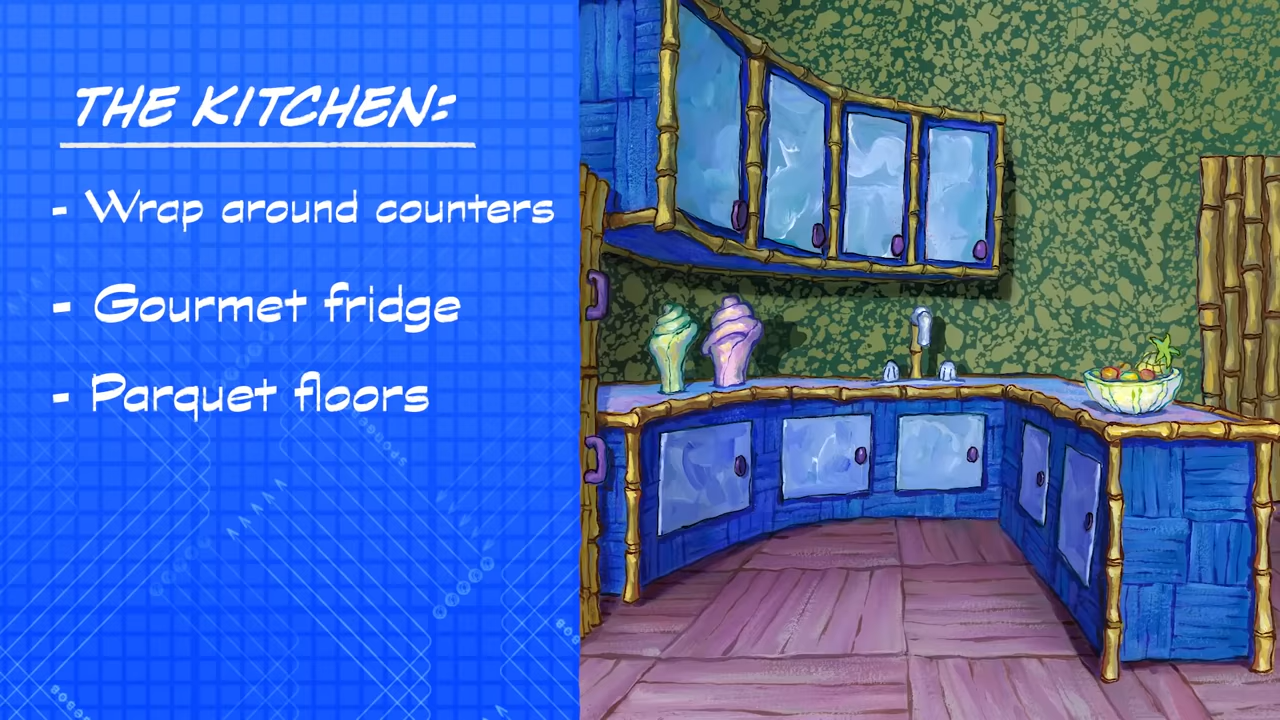 THE KITCHEN:
- Wrap around counters
- Gourmet fridge
- Parquet floors